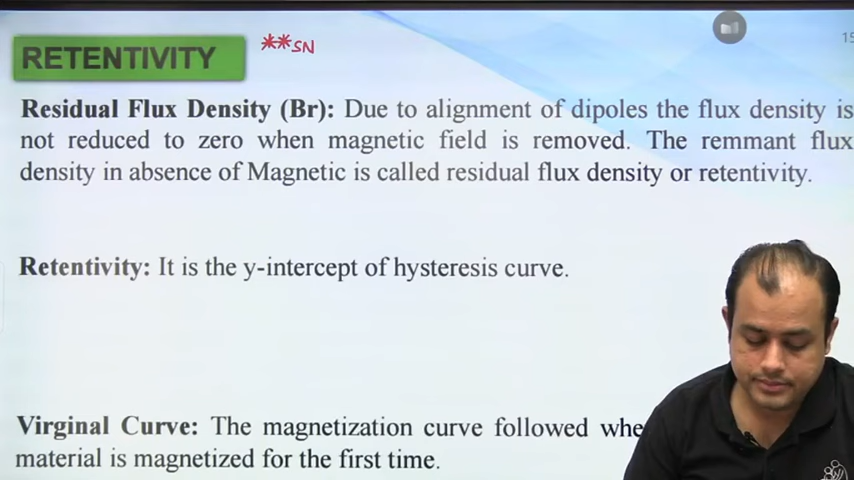 RETENTIVITY **SN
15
Residual Flux Density (Br): Due to alignment of dipoles the flux density is
not reduced to zero when magnetic field is removed. The remnant flux
density in absence of Magnetic is called residual flux density or retentivity.
Retentivity: It is the y-intercept of hysteresis curve.
Virginal Curve: The magnetization curve followed whe
material is magnetized for the first time.